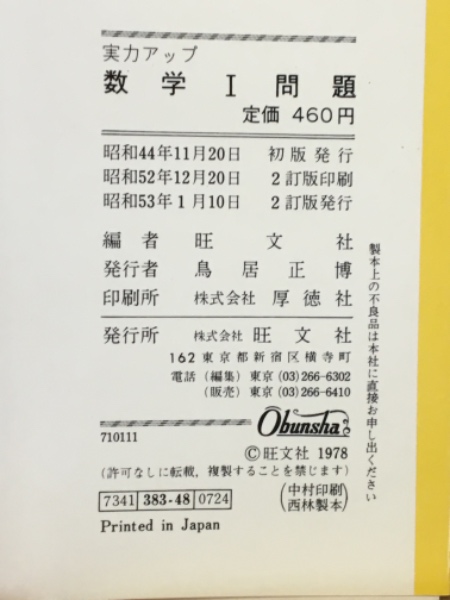 実力アップ
数学 I 問題
定価 460円
昭和44年11月20日 初版発行
昭和52年12月20日 2訂版印刷
昭和53年1月10日 2訂版発行
編者 旺文社
発行者 鳥居正博
印刷所 株式会社 厚徳社
発行所 株式会社 旺文社
162 東京都新宿区横寺町
電話 (編集) 東京 (03)266-6302
(販売) 東京 (03)266-6410
Obunsha
710111
©旺文社 1978
(許可なしに転載, 複製することを禁じます)
7341 383-48 0724
(中村印刷
西林製本)
Printed in Japan
製本上の不良品は本社に直接お申し出ください